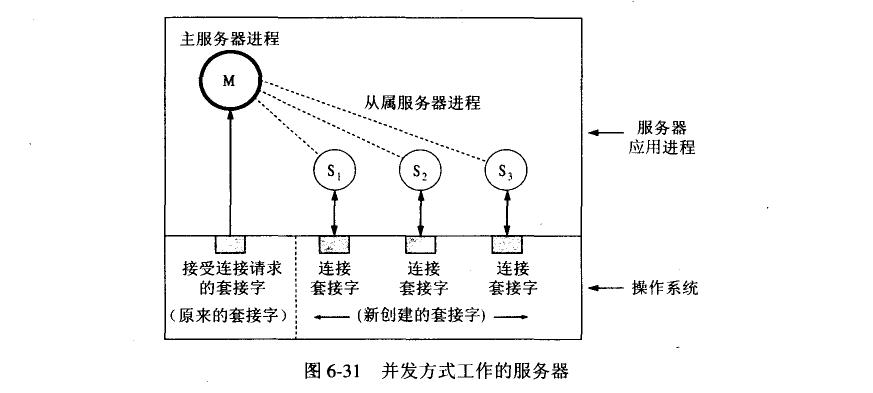 主服务器进程
M
从属服务器进程
服务器
应用进程
S1
S2
S3
接受连接请求
的套接字
(原来的套接字)
连接
套接字
连接
套接字
连接
套接字
(新创建的套接字)
操作系统
图 6-31 并发方式工作的服务器